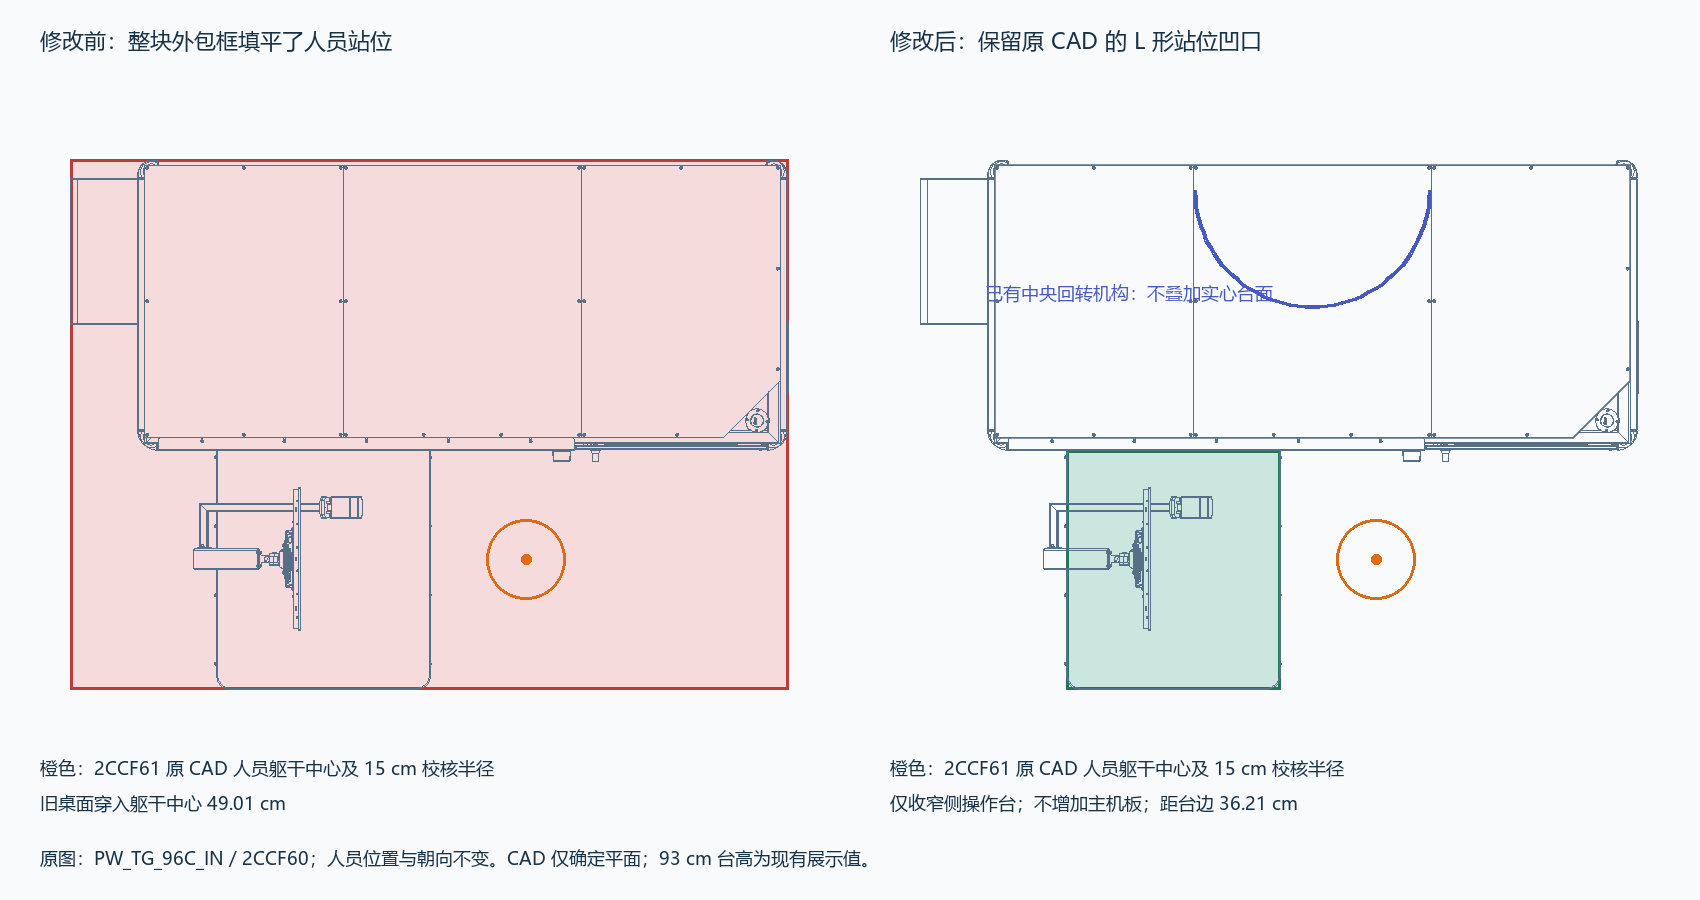 修改前：整块外包框填平了人员站位
修改后：保留原 CAD 的 L 形站位凹口
已有中央回转机构：不叠加实心台面
橙色：2CCF61 原 CAD 人员躯干中心及 15 cm 校核半径
旧桌面穿入躯干中心 49.01 cm
橙色：2CCF61 原 CAD 人员躯干中心及 15 cm 校核半径
仅收窄侧操作台；不增加主机板；距台边 36.21 cm
原图：PW_TG_96C_IN / 2CCF60；人员位置与朝向不变。CAD 仅确定平面；93 cm 台高为现有展示值。